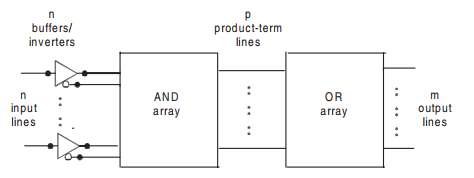 n
buffers/
inverters
p
product-term
lines
n
input
lines
AND
array
OR
array
m
output
lines